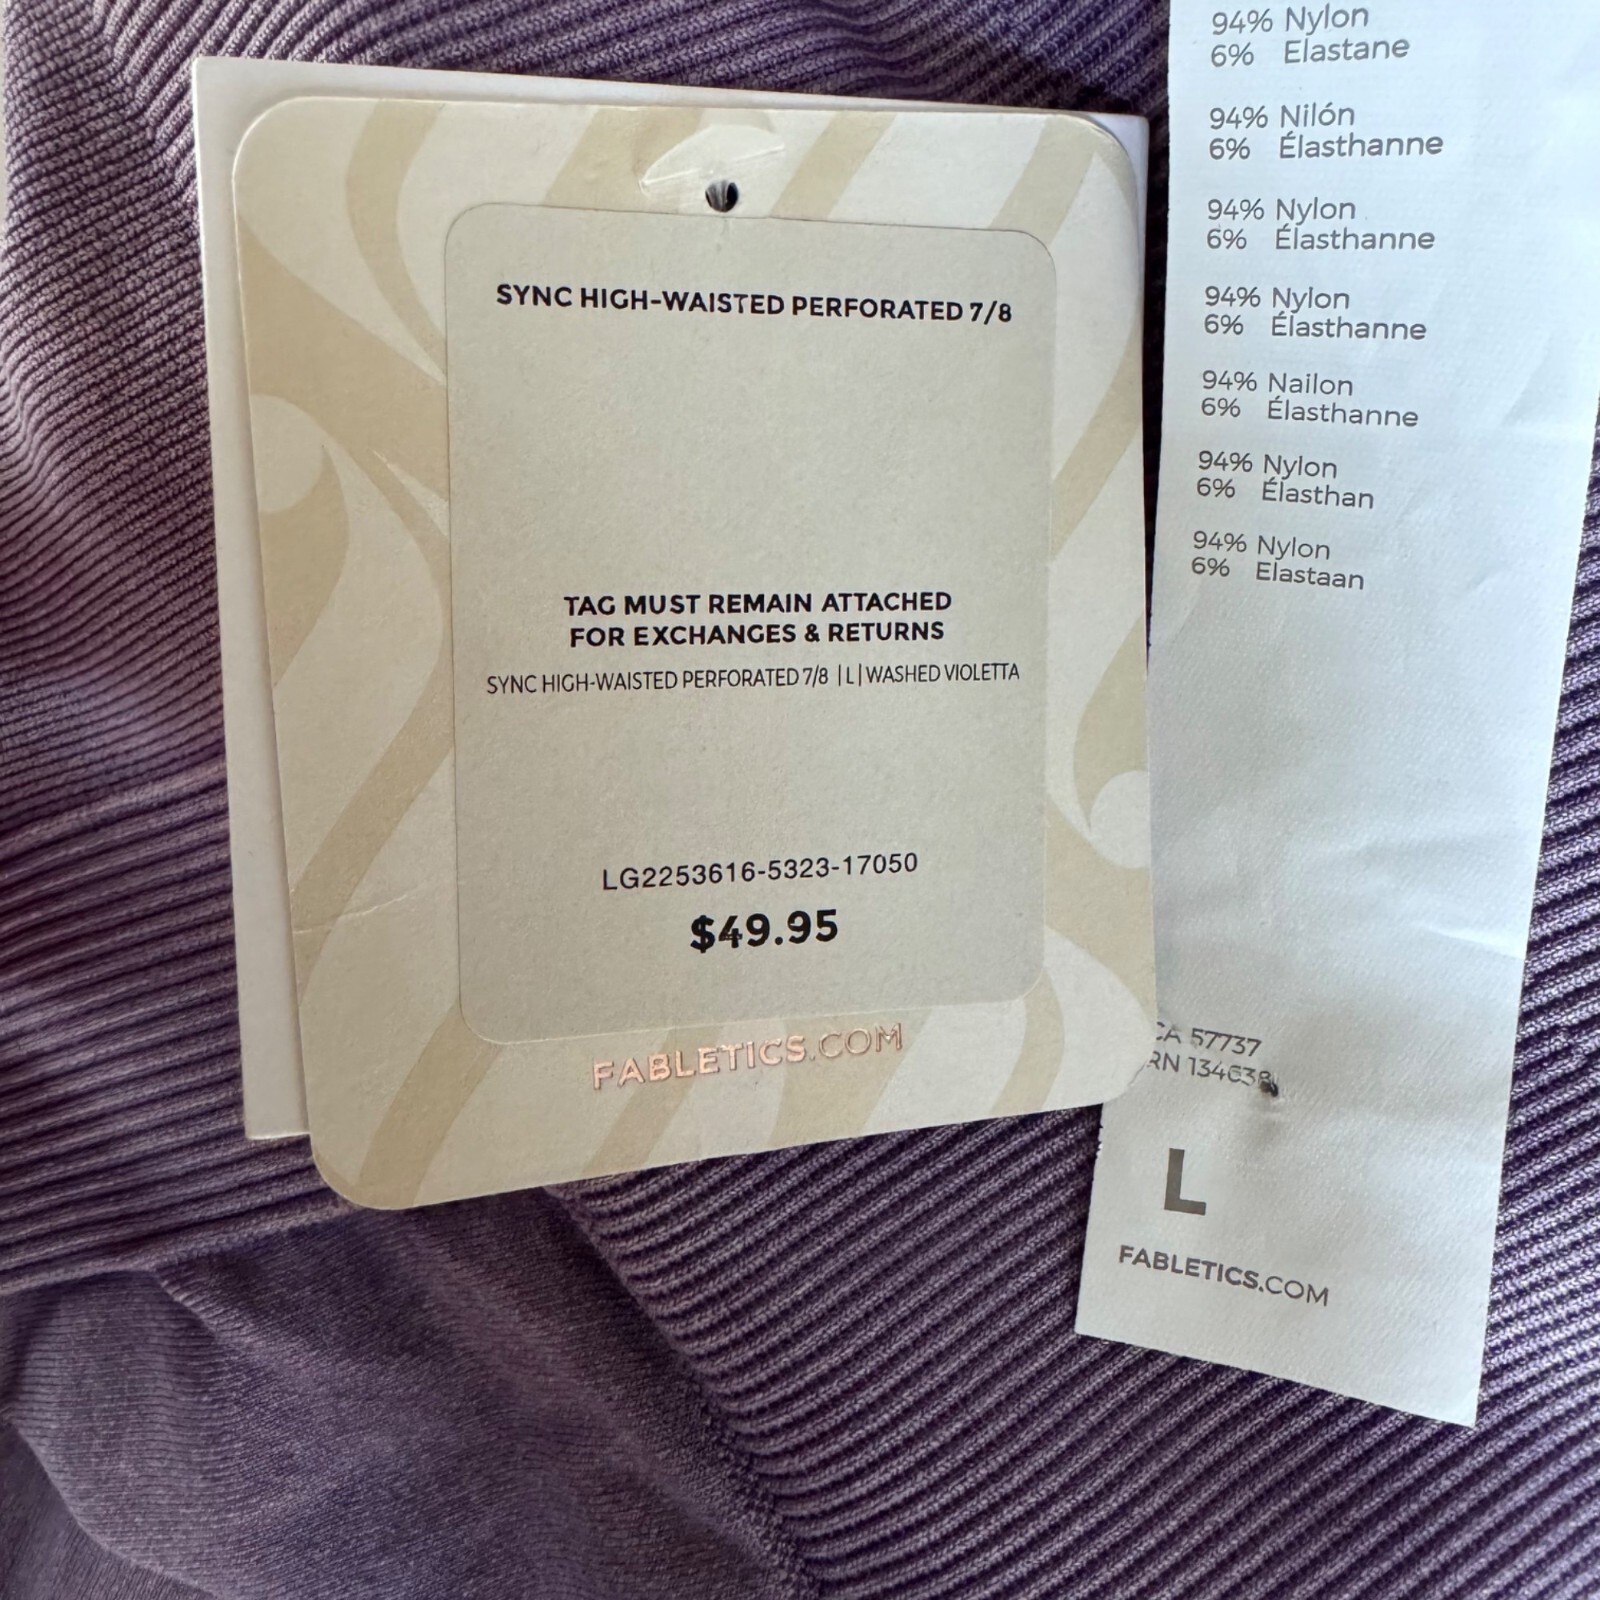 SYNC HIGH-WAISTED PERFORATED 7/8
TAG MUST REMAIN ATTACHED
FOR EXCHANGES & RETURNS
SYNC HIGH-WAISTED PERFORATED 7/8 | L | WASHED VIOLETTA
LG2253616-5323-17050
$49.95
FABLETICS.COM
94% Nylon
6% Elastane
94% Nilón
6% Élasthanne
94% Nylon
6% Élasthanne
94% Nylon
6% Élasthanne
94% Nailon
6% Élasthanne
94% Nylon
6% Élasthan
94% Nylon
6% Elastaan
CA 57737
RN
L
FABLETICS.COM